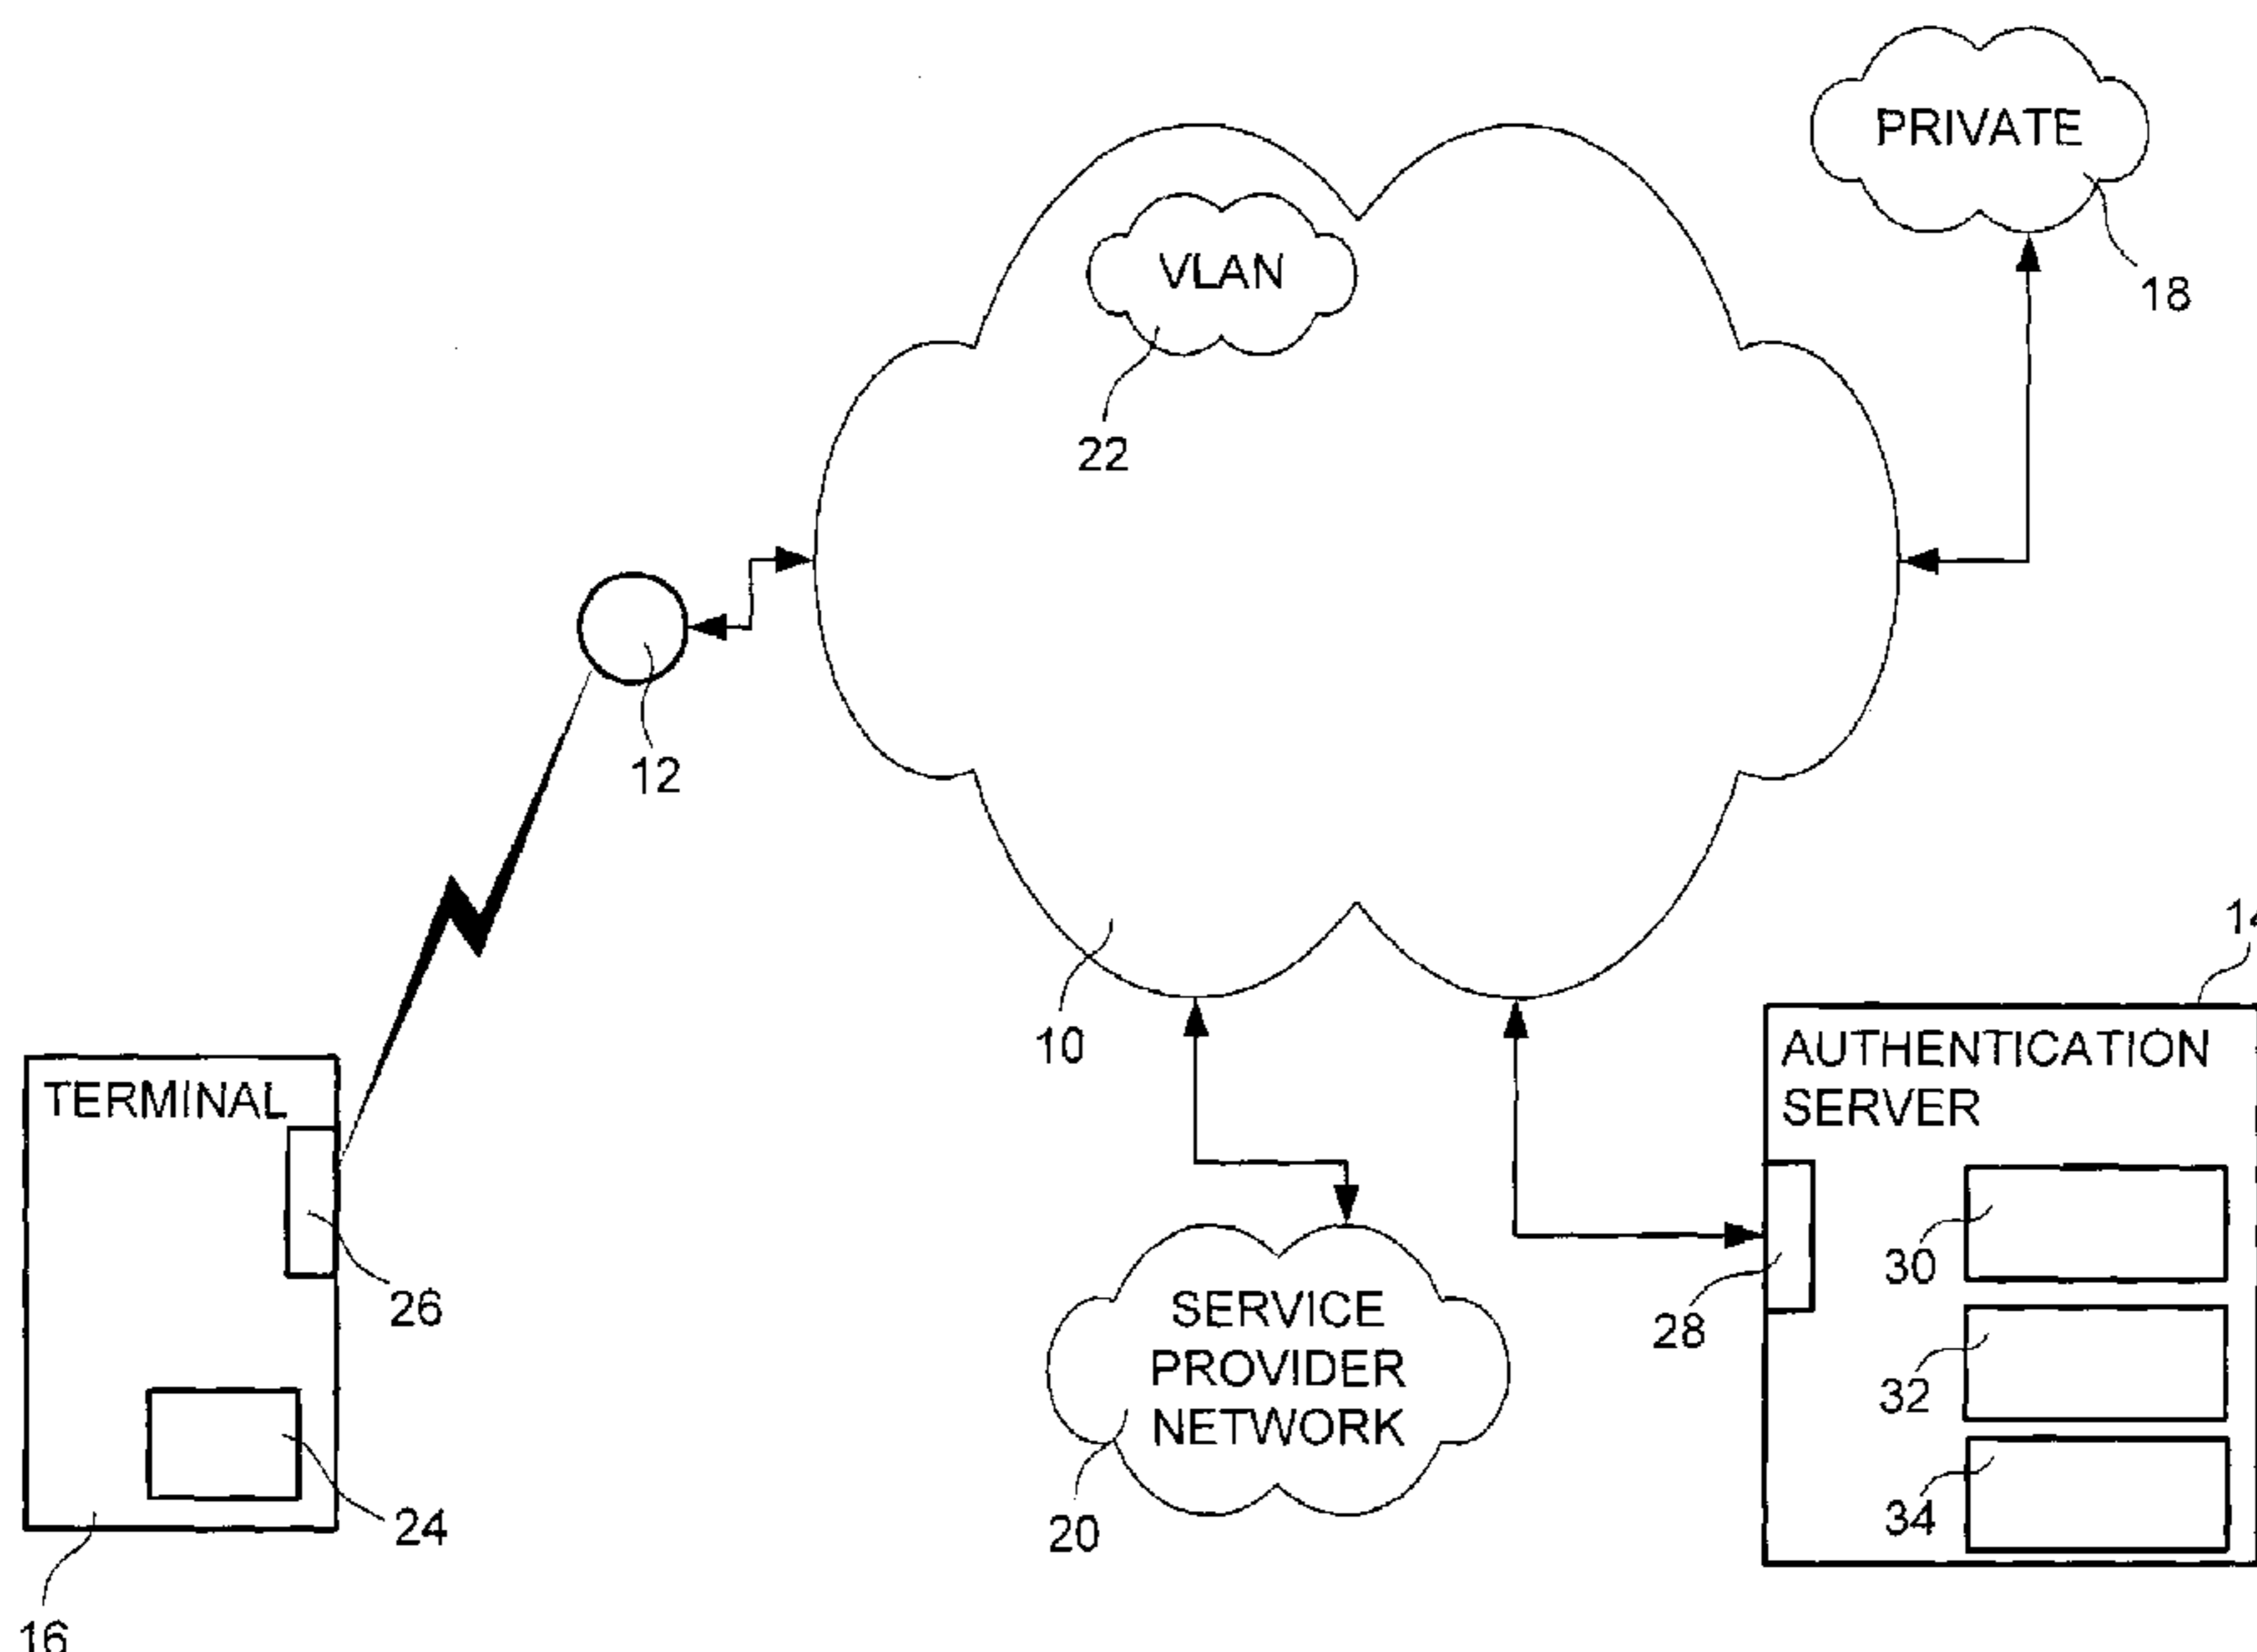 PRIVATE
18
VLAN
22
12
10
14
AUTHENTICATION
SERVER
TERMINAL
26
24
16
SERVICE
PROVIDER
NETWORK
20
28
30
32
34